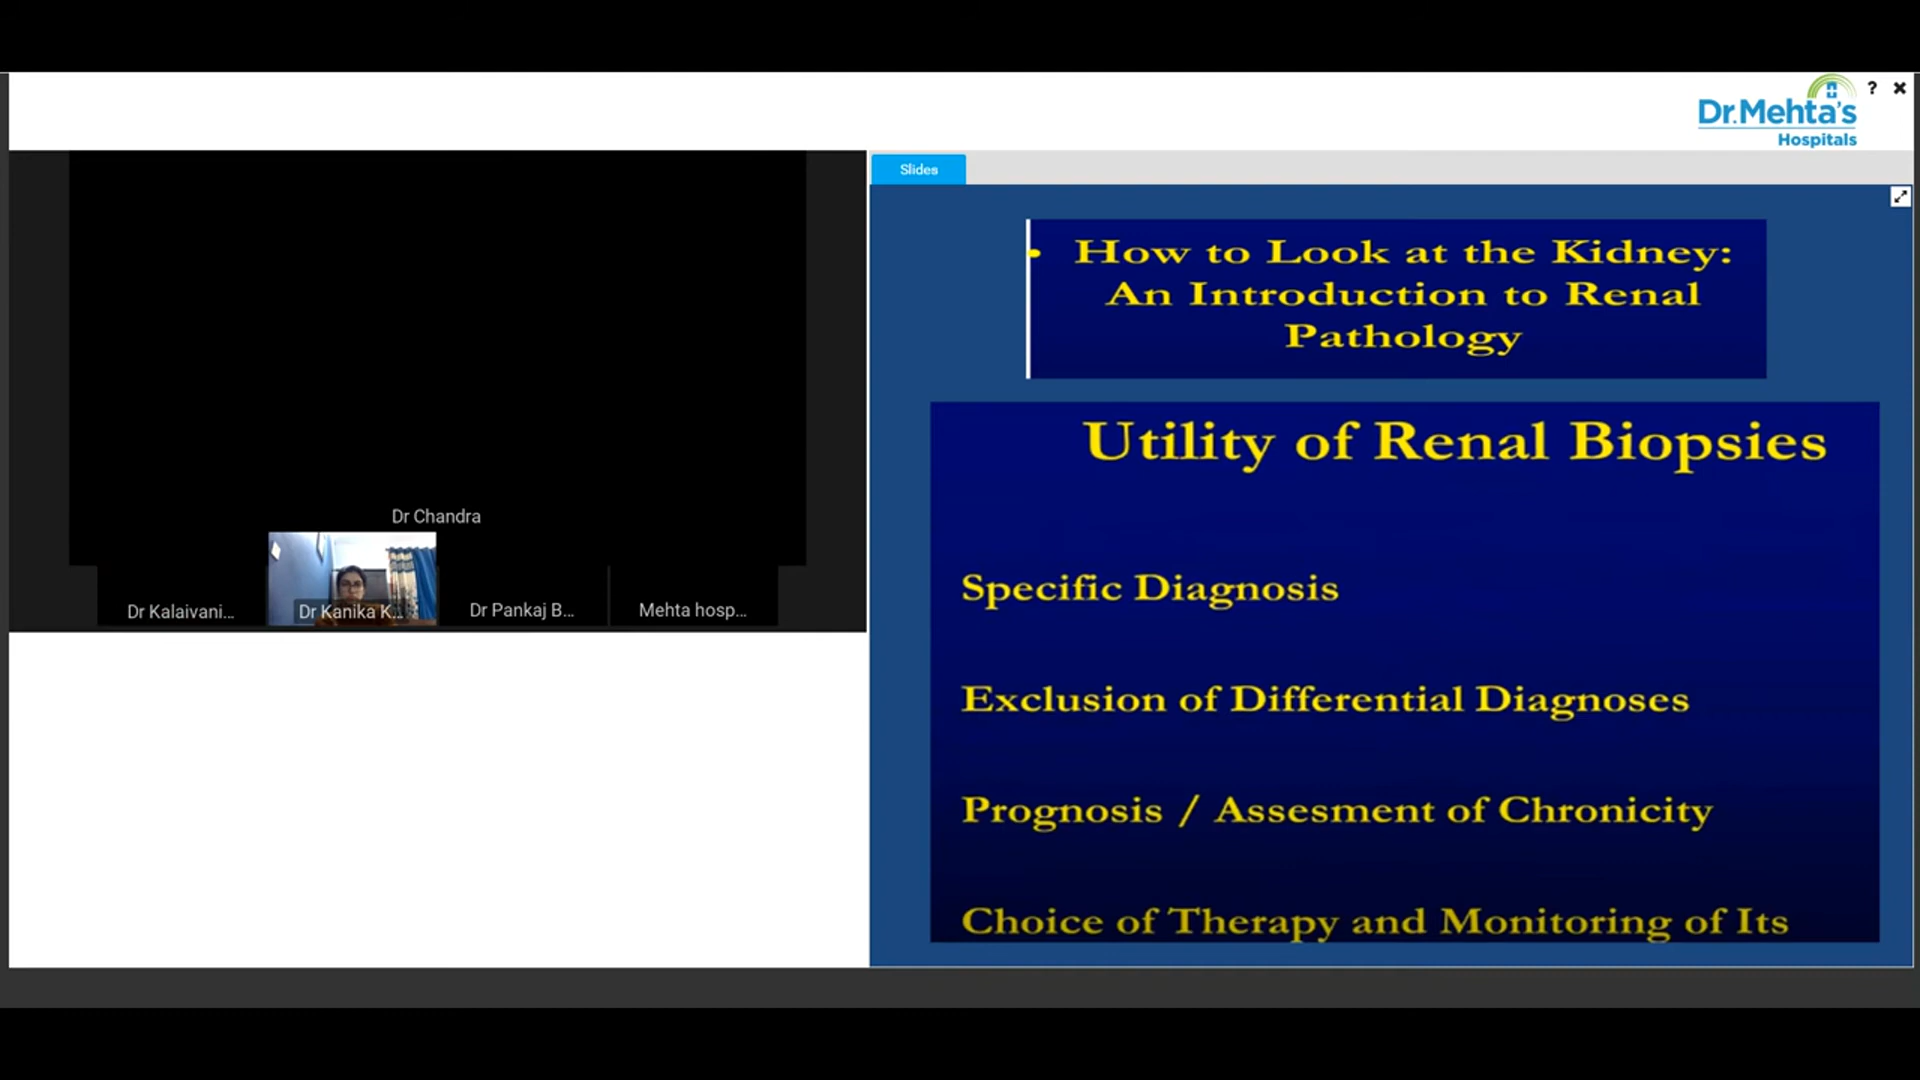 Dr.Mehta's
Hospitals
? ✖
Slides
• How to Look at the Kidney:
An Introduction to Renal
Pathology
Utility of Renal Biopsies
Specific Diagnosis
Exclusion of Differential Diagnoses
Prognosis / Assesment of Chronicity
Choice of Therapy and Monitoring of Its
Dr Chandra
Dr Kalaivani...
Dr Kanika K...
Dr Pankaj B...
Mehta hosp...